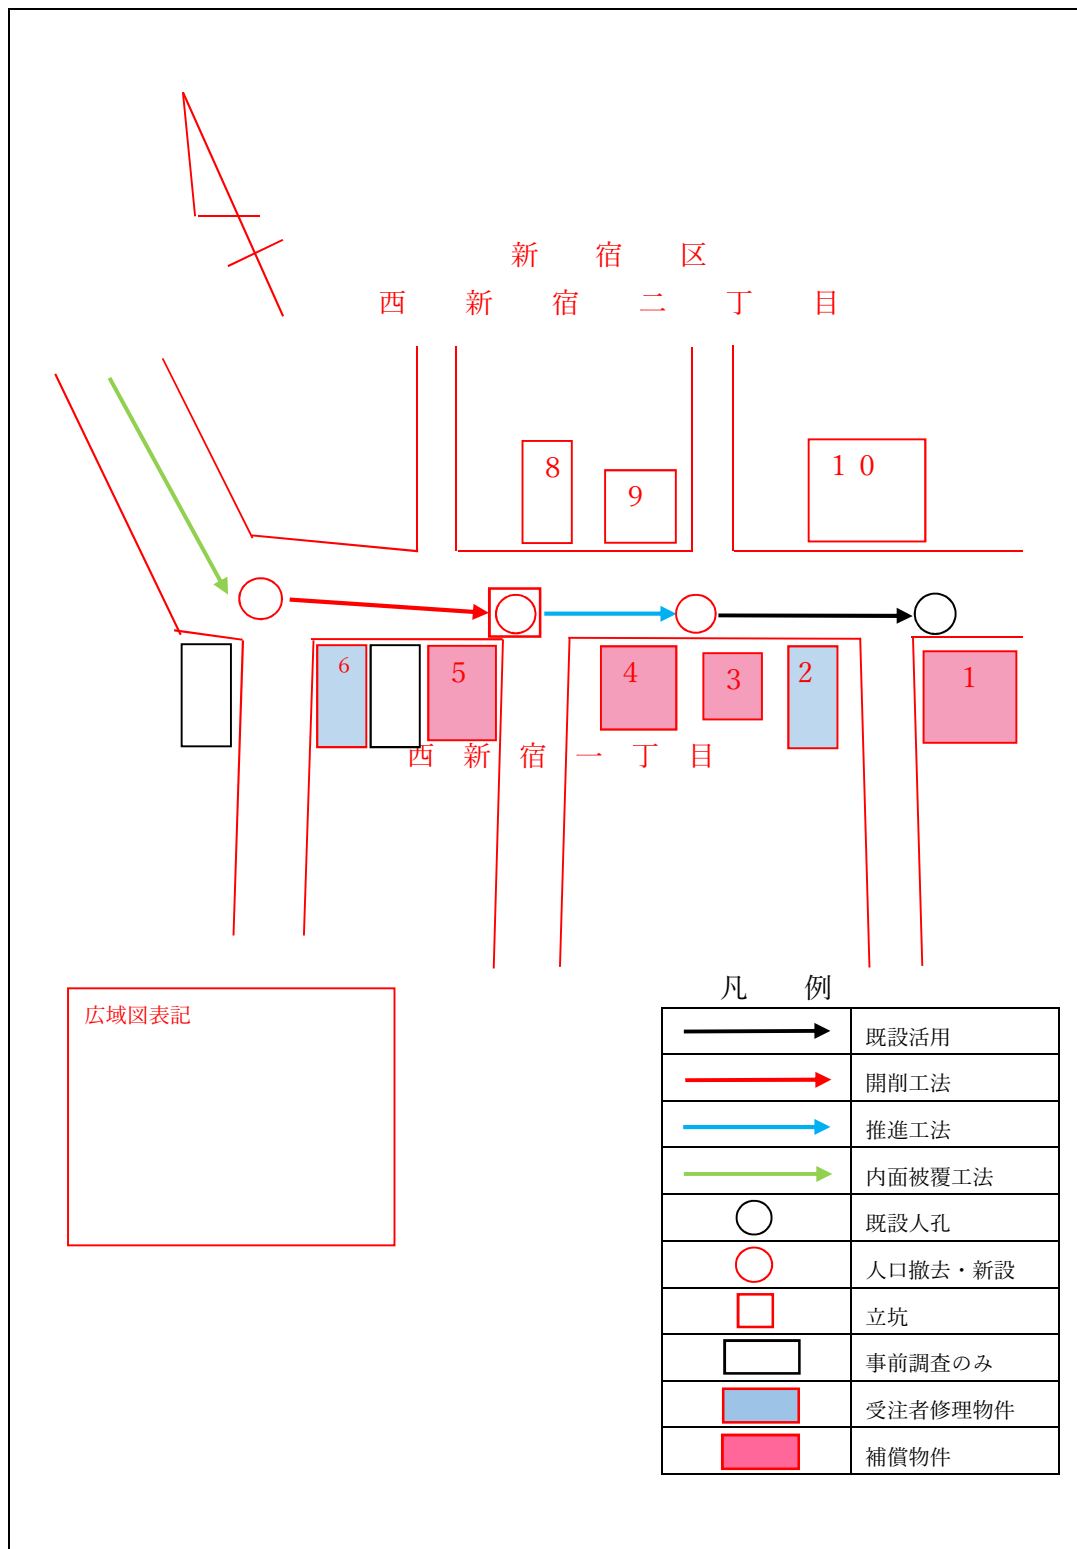 新宿区
西新宿二丁目
8
9
10
6
5
4
3
2
1
西新宿一丁目
広域図表記
凡例
既設活用
開削工法
推進工法
内面被覆工法
既設人孔
人口撤去・新設
立坑
事前調査のみ
受注者修理物件
補償物件